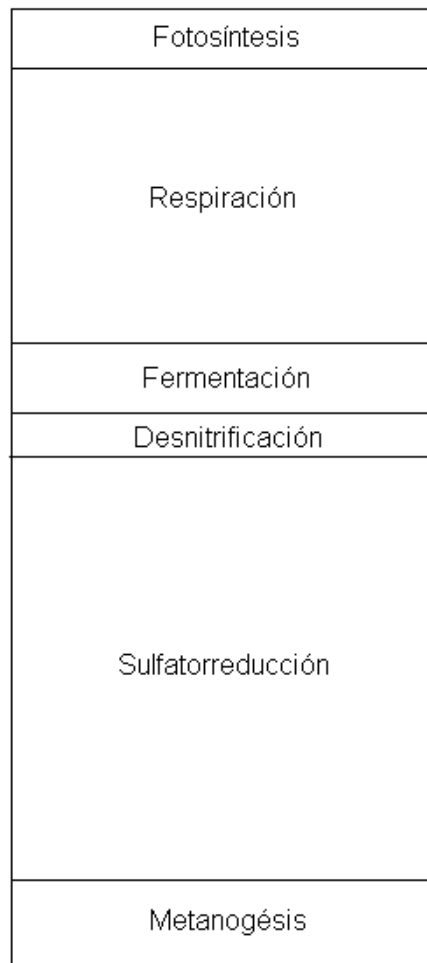 Fotosíntesis
Respiración
Fermentación
Desnitrificación
Sulfatorreducción
Metanogésis